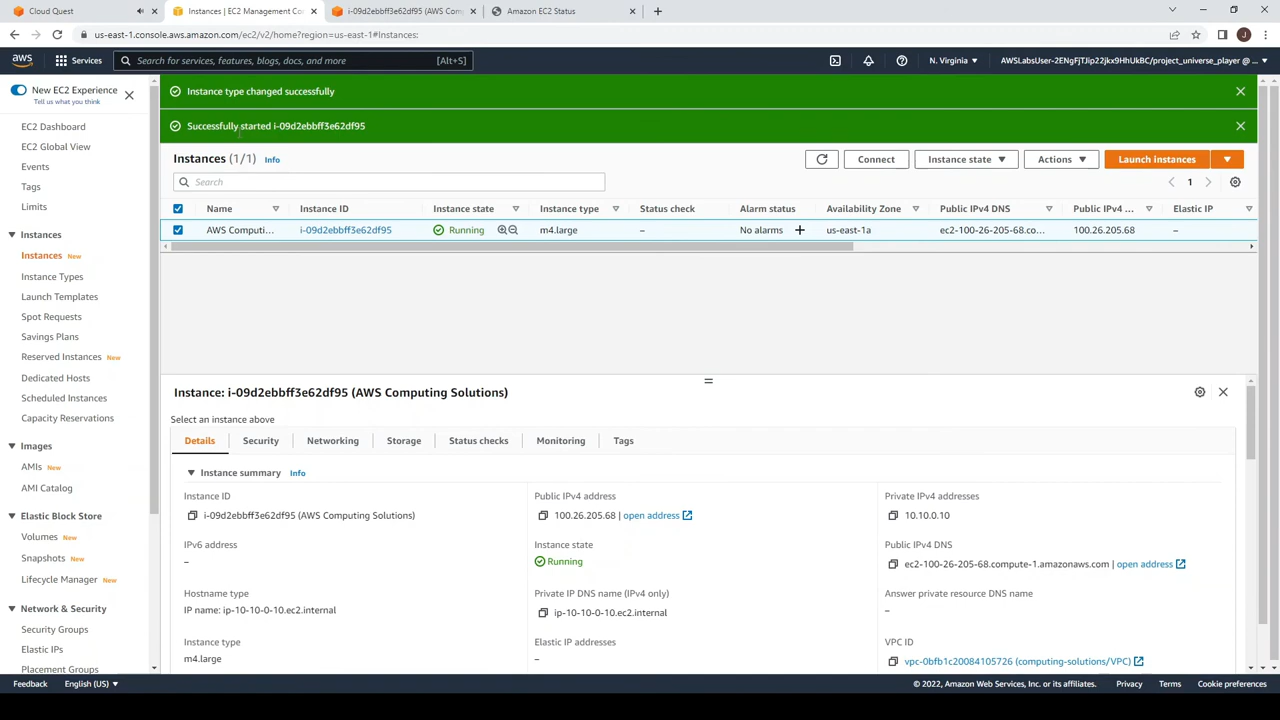 Cloud Quest
Instances | EC2 Management Co
i-09d2ebbff3e62df95 (AWS Com
Amazon EC2 Status
us-east-1.console.aws.amazon.com/ec2/v2/home?region=us-east-1#Instances:
J
aws
Services
Search for services, features, blogs, docs, and more
[Alt+S]
N. Virginia
AWSLabsUser-2ENgFjTJip22jkx9HhUkBC/project_universe_player @ ...
New EC2 Experience
Tell us what you think
EC2 Dashboard
EC2 Global View
Events
Tags
Limits
Instances
Instances New
Instance Types
Launch Templates
Spot Requests
Savings Plans
Reserved Instances New
Dedicated Hosts
Scheduled Instances
Capacity Reservations
Images
AMIs New
AMI Catalog
Elastic Block Store
Volumes New
Snapshots New
Lifecycle Manager New
Network & Security
Security Groups
Elastic IPs
Placement Groups
Instance type changed successfully
Successfully started i-09d2ebbff3e62df95
Instances (1/1) Info
Connect
Instance state
Actions
Launch instances
Search
1
Name Instance ID Instance state Instance type Status check Alarm status Availability Zone Public IPv4 DNS Public IPv4 ... Elastic IP
AWS Computi... i-09d2ebbff3e62df95 Running m4.large – No alarms + us-east-1a ec2-100-26-205-68.co... 100.26.205.68 –
Instance: i-09d2ebbff3e62df95 (AWS Computing Solutions)
Select an instance above
Details Security Networking Storage Status checks Monitoring Tags
Instance summary Info
Instance ID
i-09d2ebbff3e62df95 (AWS Computing Solutions)
Public IPv4 address
100.26.205.68 | open address
Private IPv4 addresses
10.10.0.10
IPv6 address
–
Instance state
Running
Public IPv4 DNS
ec2-100-26-205-68.compute-1.amazonaws.com | open address
Hostname type
IP name: ip-10-10-0-10.ec2.internal
Private IP DNS name (IPv4 only)
ip-10-10-0-10.ec2.internal
Answer private resource DNS name
–
Instance type
m4.large
Elastic IP addresses
–
VPC ID
vpc-0bfb1c20084105726 (computing-solutions/VPC)
Feedback English (US)
© 2022, Amazon Web Services, Inc. or its affiliates. Privacy Terms Cookie preferences